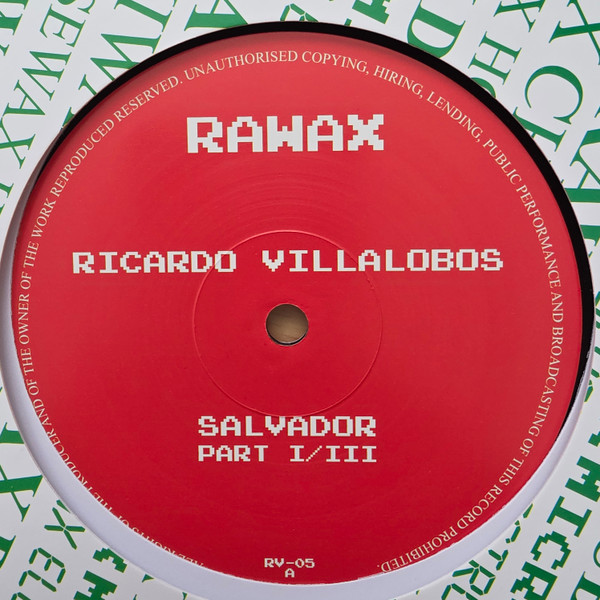 RAWAX
RICARDO VILLALOBOS
SALVADOR
PART I/III
RV-05
A
ALL RIGHTS OF THE PRODUCER AND OF THE OWNER OF THE WORK REPRODUCED RESERVED. UNAUTHORISED COPYING, HIRING, LENDING, PUBLIC PERFORMANCE AND BROADCASTING OF THIS RECORD PROHIBITED.